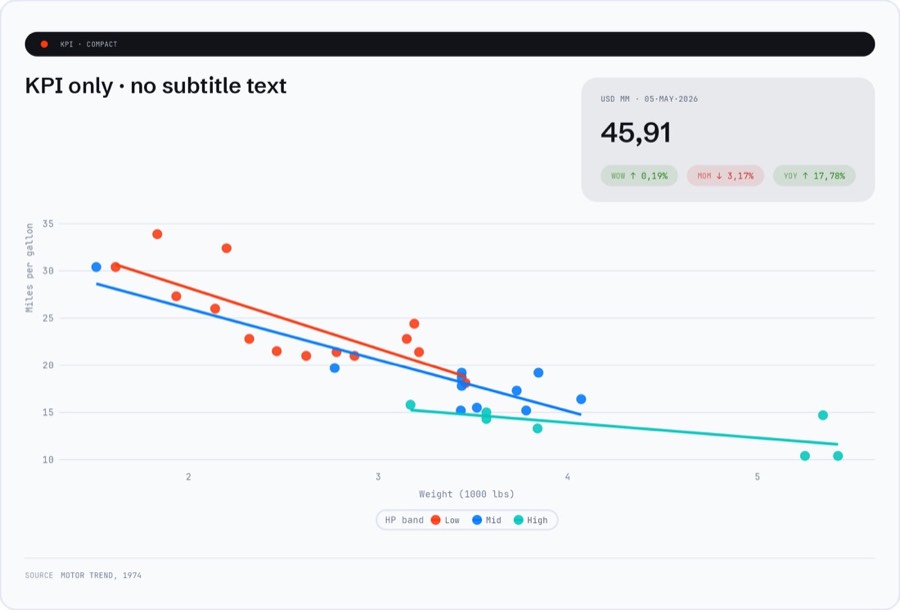 KPI · COMPACT
KPI only · no subtitle text
USD MM · 05-MAY-2026
45,91
WOW ↑ 0,19%
MOM ↓ 3,17%
YOY ↑ 17,78%
Miles per gallon
35
30
25
20
15
10
2
3
4
5
Weight (1000 lbs)
HP band Low Mid High
SOURCE MOTOR TREND, 1974